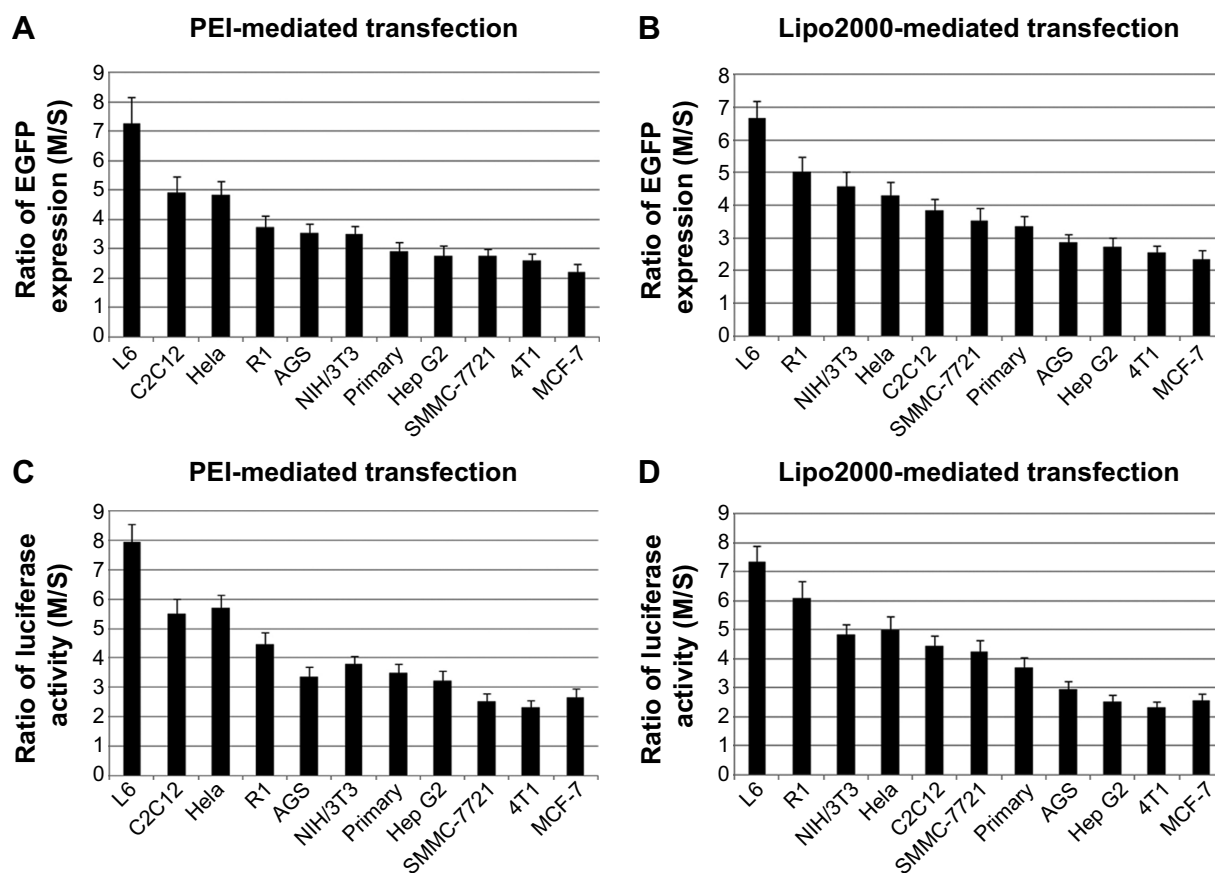 A
PEI-mediated transfection
Ratio of EGFP
expression (M/S)
9
8
7
6
5
4
3
2
1
0
L6
C2C12
Hela
R1
AGS
NIH/3T3
Primary
Hep G2
SMMC-7721
4T1
MCF-7
B
Lipo2000-mediated transfection
Ratio of EGFP
expression (M/S)
8
7
6
5
4
3
2
1
0
L6
R1
NIH/3T3
Hela
C2C12
SMMC-7721
Primary
AGS
Hep G2
4T1
MCF-7
C
PEI-mediated transfection
Ratio of luciferase
activity (M/S)
9
8
7
6
5
4
3
2
1
0
L6
C2C12
Hela
R1
AGS
NIH/3T3
Primary
Hep G2
SMMC-7721
4T1
MCF-7
D
Lipo2000-mediated transfection
Ratio of luciferase
activity (M/S)
9
8
7
6
5
4
3
2
1
0
L6
R1
NIH/3T3
Hela
C2C12
SMMC-7721
Primary
AGS
Hep G2
4T1
MCF-7